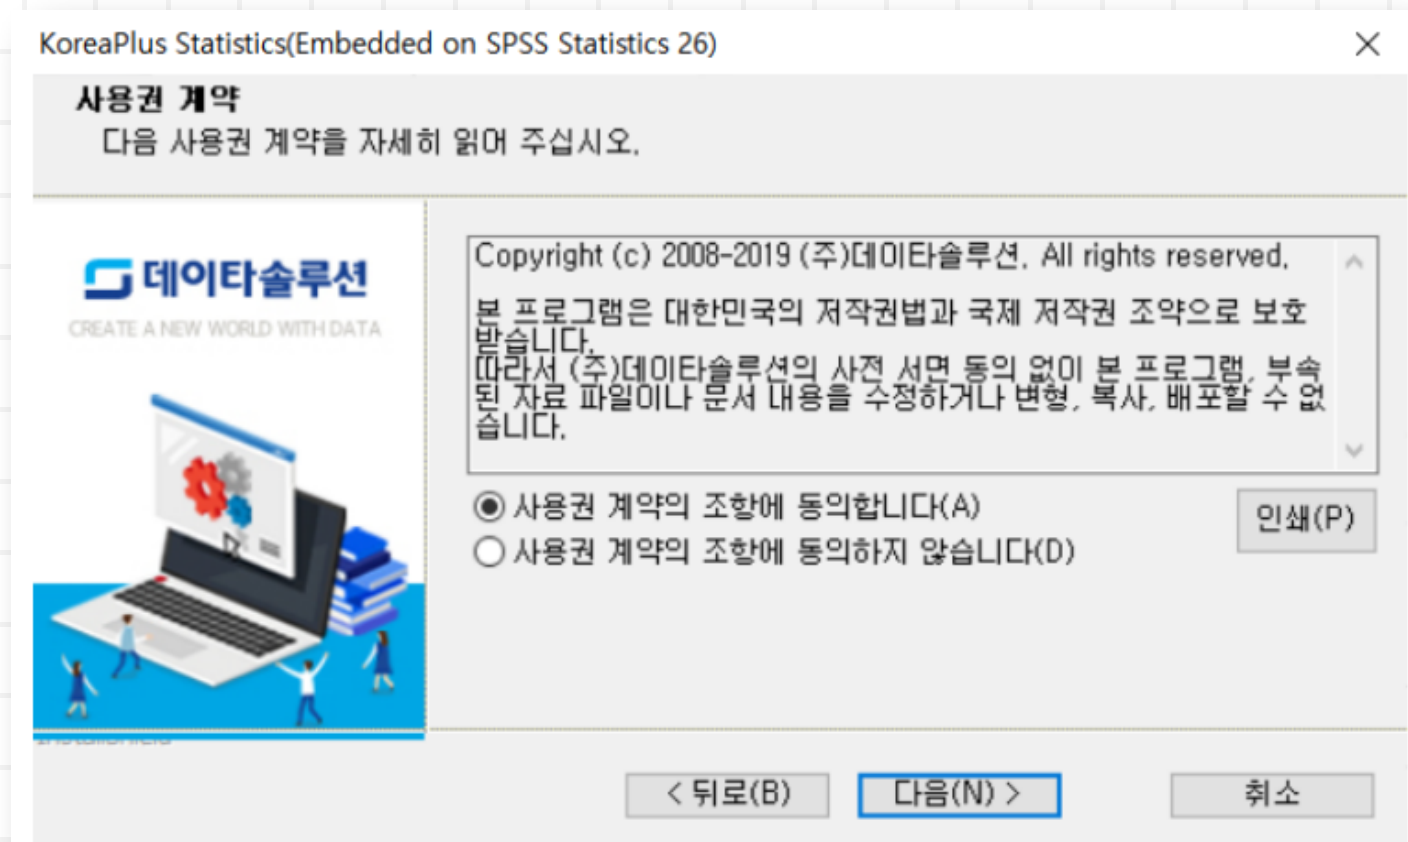 KoreaPlus Statistics(Embedded on SPSS Statistics 26)
사용권 계약
다음 사용권 계약을 자세히 읽어 주십시오.
데이타솔루션
CREATE A NEW WORLD WITH DATA
Copyright (c) 2008-2019 (주)데이타솔루션. All rights reserved.
본 프로그램은 대한민국의 저작권법과 국제 저작권 조약으로 보호
받습니다.
따라서 (주)데이타솔루션의 사전 서면 동의 없이 본 프로그램, 부속
된 자료 파일이나 문서 내용을 수정하거나 변형, 복사, 배포할 수 없
습니다.
사용권 계약의 조항에 동의합니다(A)
사용권 계약의 조항에 동의하지 않습니다(D)
인쇄(P)
InstallShield
< 뒤로(B)
다음(N) >
취소